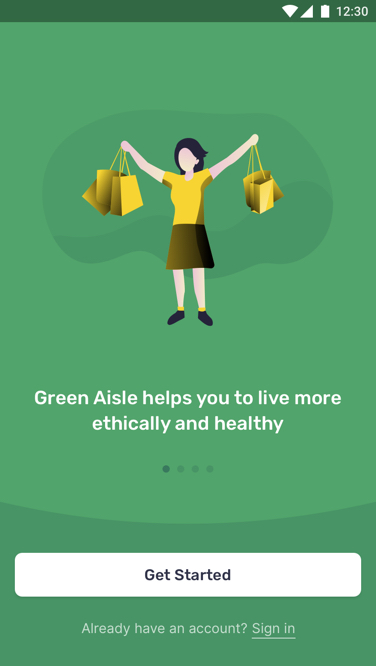 12:30
Green Aisle helps you to live more
ethically and healthy
Get Started
Already have an account? Sign in